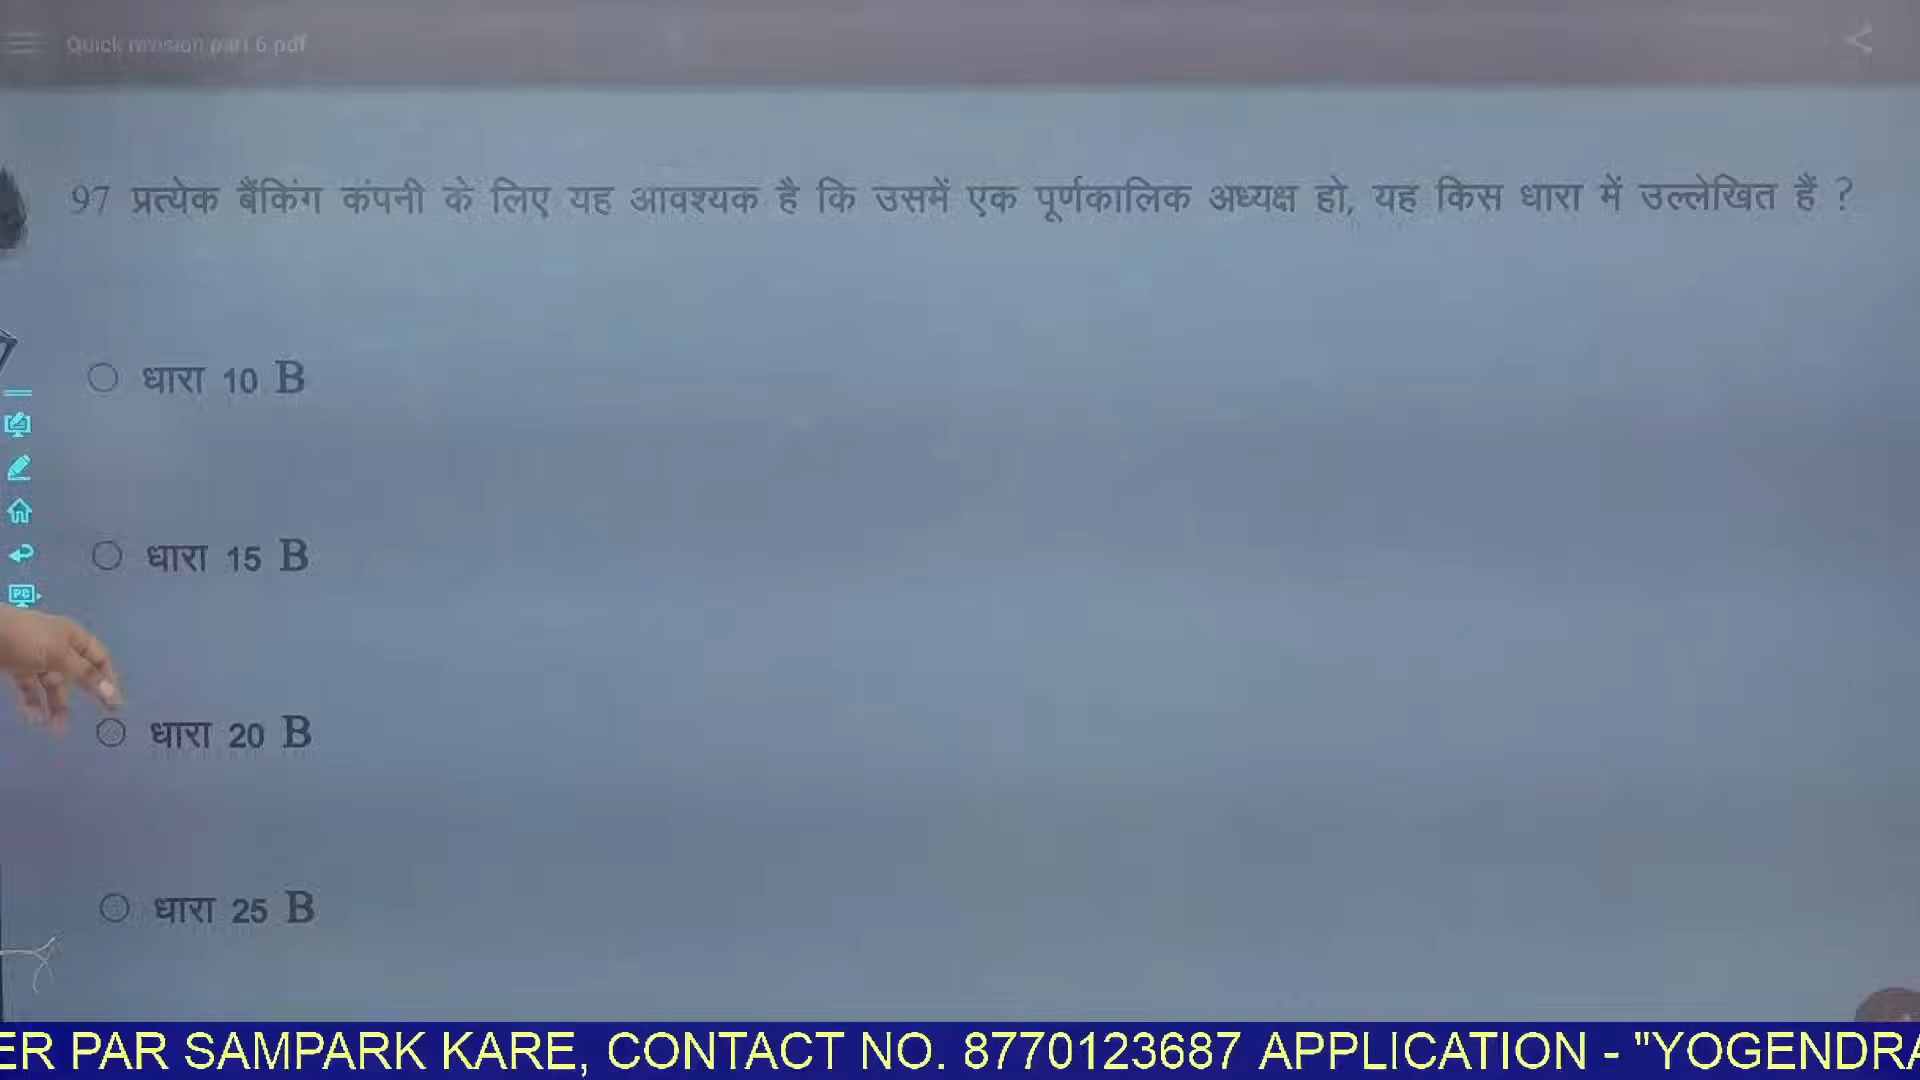 Quick revision part 6 pdf
97 प्रत्येक बैंकिंग कंपनी के लिए यह आवश्यक है कि उसमें एक पूर्णकालिक अध्यक्ष हो, यह किस धारा में उल्लेखित हैं ?
धारा 10 B
धारा 15 B
PC
धारा 20 B
धारा 25 B
ER PAR SAMPARK KARE, CONTACT NO. 8770123687 APPLICATION - "YOGENDRA